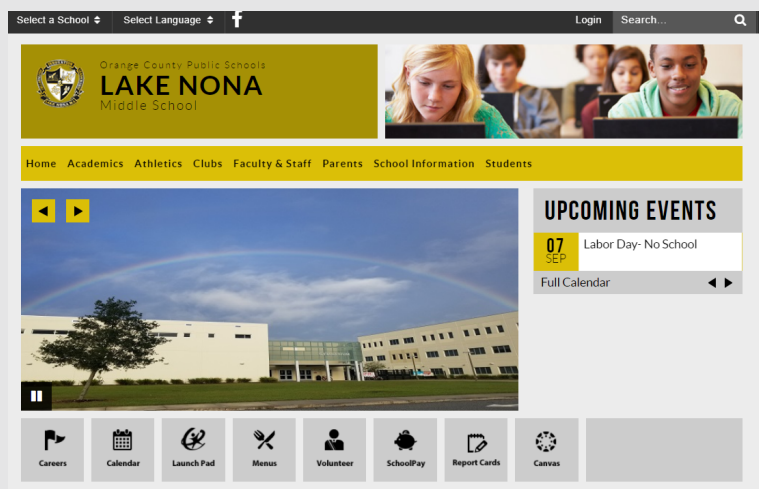 Select a School
Select Language
f
Login
Search...
Orange County Public Schools
LAKE NONA
Middle School
Home Academics Athletics Clubs Faculty & Staff Parents School Information Students
UPCOMING EVENTS
07
SEP
Labor Day- No School
Full Calendar
Careers
Calendar
Launch Pad
Menus
Volunteer
SchoolPay
Report Cards
Canvas